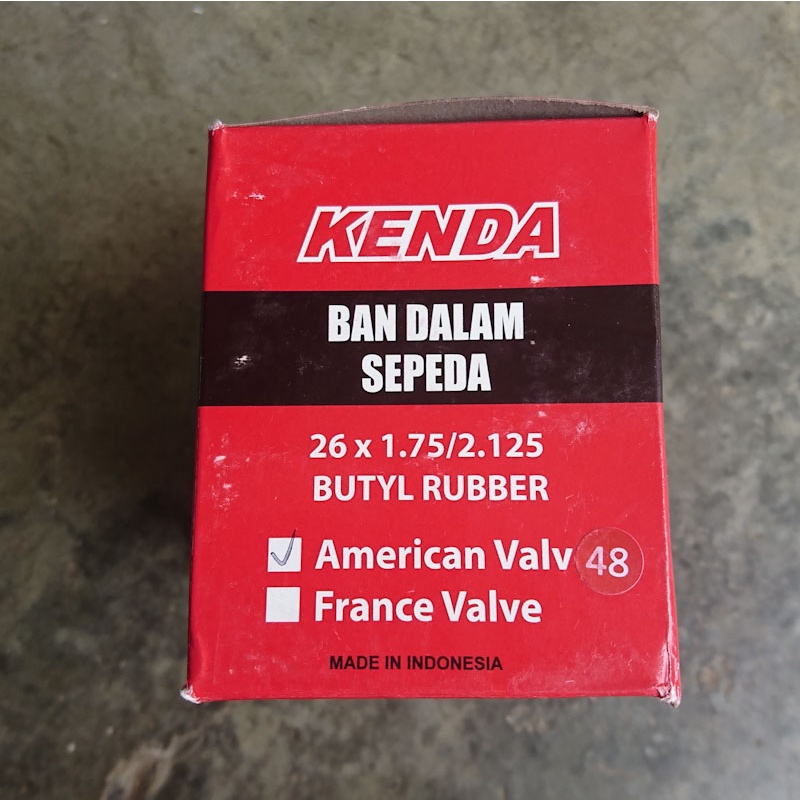 KENDA
BAN DALAM
SEPEDA
26 x 1.75/2.125
BUTYL RUBBER
American Valv 48
France Valve
MADE IN INDONESIA